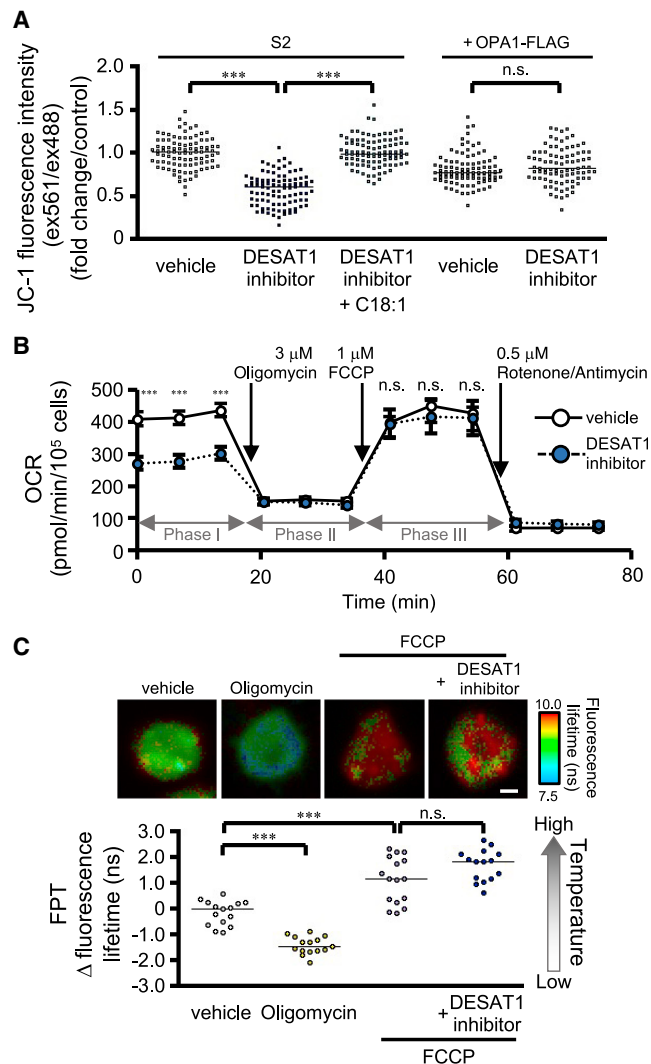 A
S2
+ OPA1-FLAG
***
***
n.s.
JC-1 fluorescence intensity
(ex561/ex488)
(fold change/control)
2.0
1.5
1.0
0.5
0
vehicle
DESAT1
inhibitor
DESAT1
inhibitor
+ C18:1
vehicle
DESAT1
inhibitor
B
3 μM
Oligomycin
1 μM
FCCP
0.5 μM
Rotenone/Antimycin
*** *** ***
n.s. n.s. n.s.
vehicle
DESAT1
inhibitor
OCR
(pmol/min/10⁵ cells)
500
400
300
200
100
0
Phase I
Phase II
Phase III
0 20 40 60 80
Time (min)
C
FCCP
vehicle
Oligomycin
+ DESAT1
inhibitor
10.0
7.5
Fluorescence
lifetime (ns)
***
***
n.s.
FPT
Δ fluorescence
lifetime (ns)
3.0
2.0
1.0
0
-1.0
-2.0
-3.0
High
Temperature
Low
vehicle
Oligomycin
+DESAT1
inhibitor
FCCP